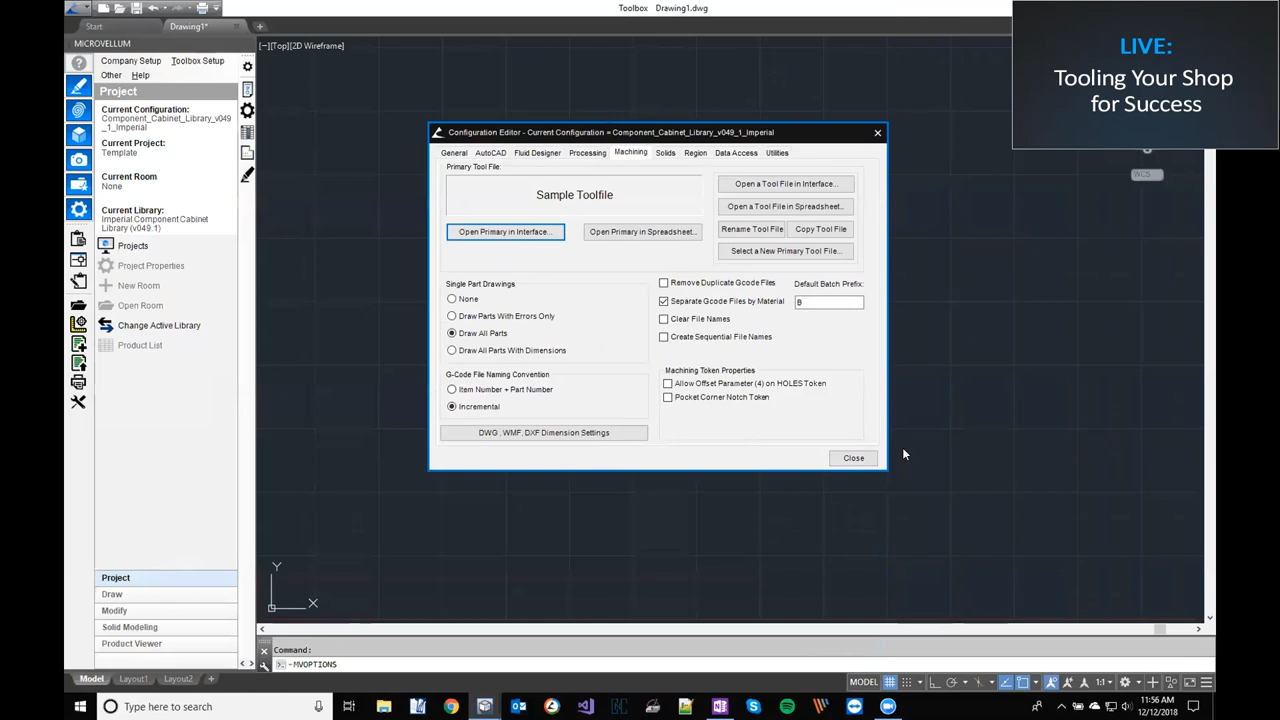 Toolbox Drawing1.dwg
Start
Drawing1*
LIVE:
Tooling Your Shop
for Success
MICROVELLUM
[−][Top][2D Wireframe]
Company Setup Toolbox Setup
Other Help
Project
Current Configuration:
Component_Cabinet_Library_v049
_1_Imperial
Current Project:
Template
Current Room
None
Current Library:
Imperial Component Cabinet
Library (v049.1)
Projects
Project Properties
New Room
Open Room
Change Active Library
Product List
Project
Draw
Modify
Solid Modeling
Product Viewer
Configuration Editor - Current Configuration = Component_Cabinet_Library_v049_1_Imperial
General AutoCAD Fluid Designer Processing Machining Solids Region Data Access Utilities
Primary Tool File:
Sample Toolfile
Open Primary in Interface...
Open Primary in Spreadsheet...
Open a Tool File in Interface...
Open a Tool File in Spreadsheet..
Rename Tool File
Copy Tool File
Select a New Primary Tool File...
Single Part Drawings
None
Draw Parts With Errors Only
Draw All Parts
Draw All Parts With Dimensions
G-Code File Naming Convention
Item Number + Part Number
Incremental
DWG , WMF, DXF Dimension Settings
Remove Duplicate Gcode Files
Separate Gcode Files by Material
Clear File Names
Create Sequential File Names
Default Batch Prefix:
B
Machining Token Properties
Allow Offset Parameter (4) on HOLES Token
Pocket Corner Notch Token
Close
WCS
Y
X
Command:
-MVOPTIONS
Model Layout1 Layout2 +
MODEL
1:1
Type here to search
11:56 AM
12/12/2018